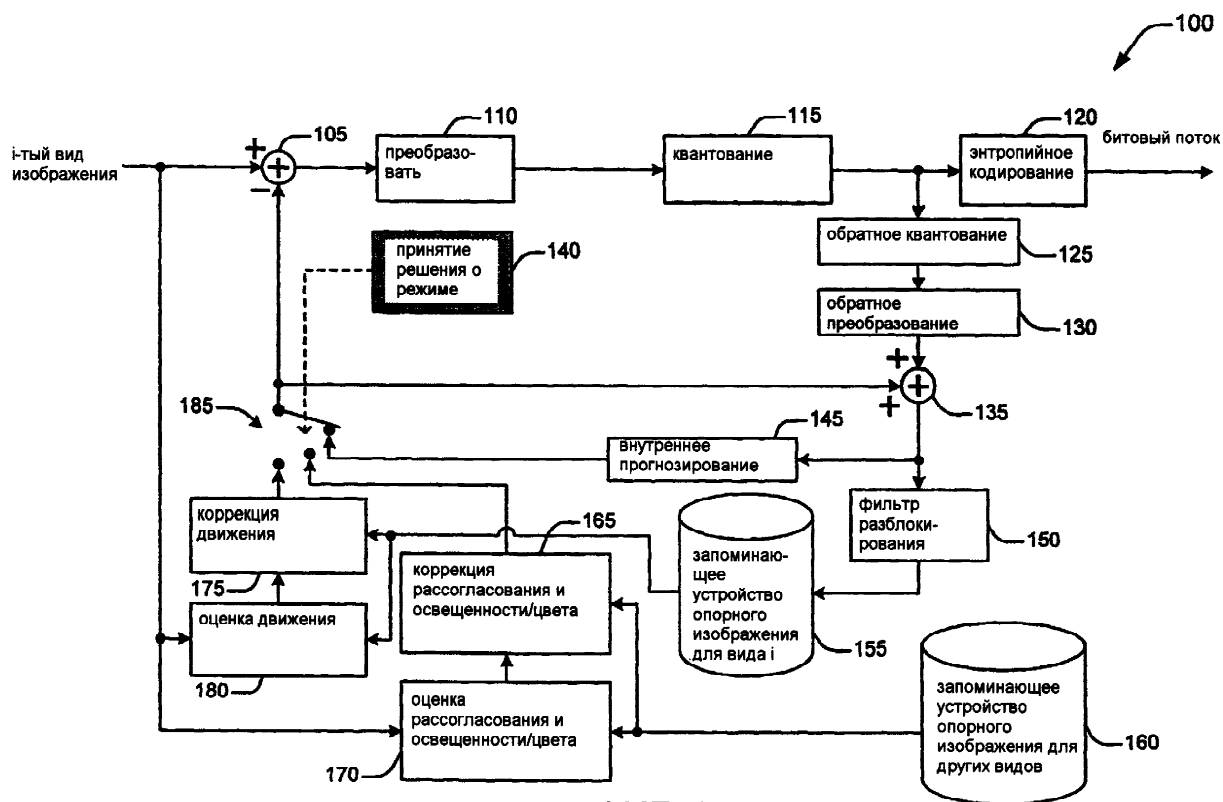 100
i-тый вид
изображения
+
105
+
−
110
преобразо-
вать
115
квантование
120
энтропийное
кодирование
битовый поток
принятие
решения о
режиме
140
обратное квантование
125
обратное
преобразование
130
+
+
+
135
185
145
внутреннее
прогнозирование
фильтр
разблоки-
рования
150
коррекция
движения
175
165
коррекция
рассогласования и
освещенности/цвета
запоминаю-
щее
устройство
опорного
изображения
для вида i
155
оценка движения
180
оценка
рассогласования и
освещенности/цвета
170
запоминающее
устройство
опорного
изображения для
других видов
160